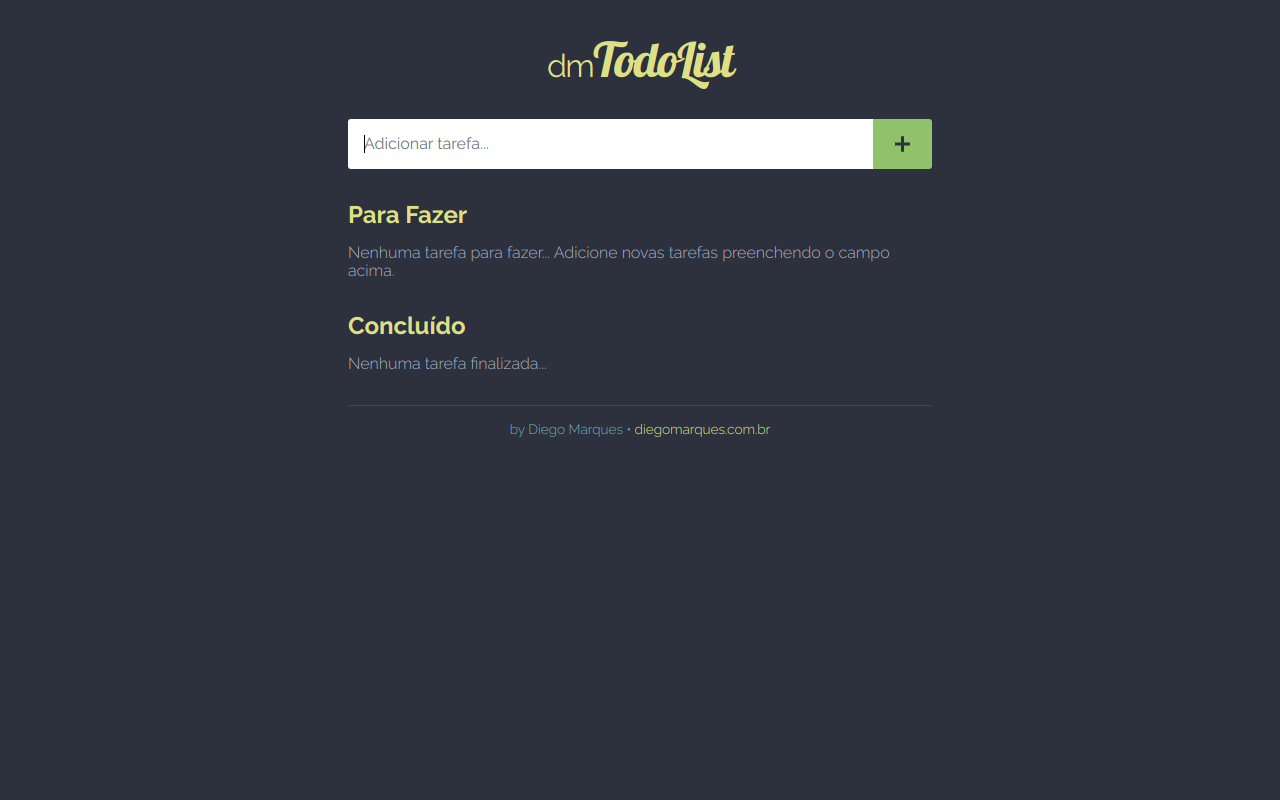 dmTodoList
Adicionar tarefa...
Para Fazer
Nenhuma tarefa para fazer... Adicione novas tarefas preenchendo o campo
acima.
Concluído
Nenhuma tarefa finalizada...
by Diego Marques • diegomarques.com.br